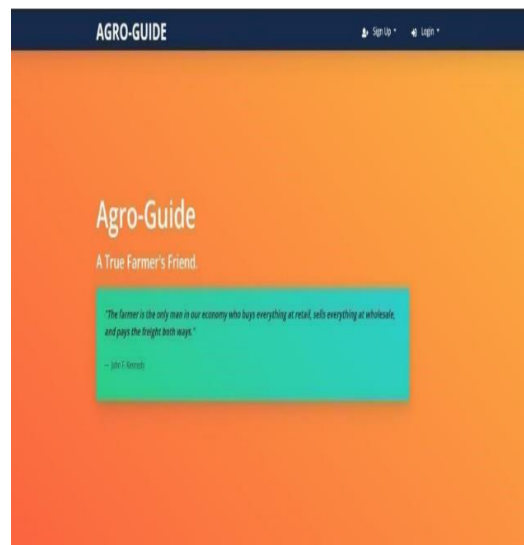 AGRO-GUIDE
Sign Up
Login
Agro-Guide
A True Farmer's Friend.
"The farmer is the only man in our economy who buys everything at retail, sells everything at wholesale,
and pays the freight both ways."
— John F. Kennedy